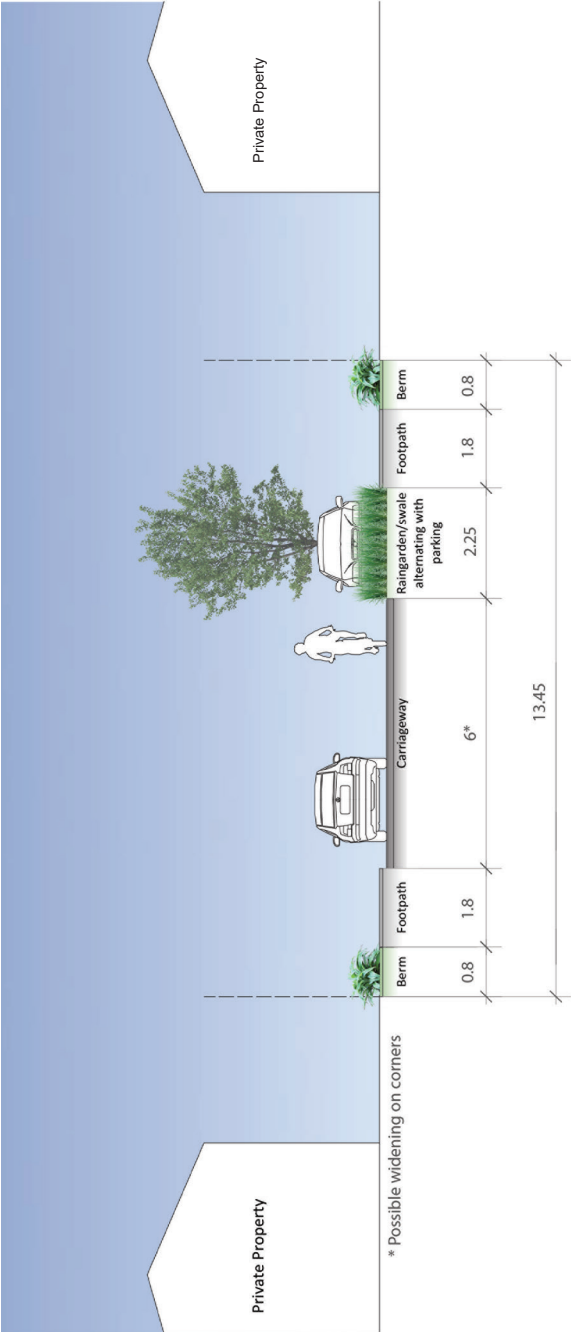 Private Property
Private Property
Berm
Footpath
Carriageway
Raingarden/swale
alternating with
parking
Footpath
Berm
0.8
1.8
6*
2.25
1.8
0.8
13.45
* Possible widening on corners